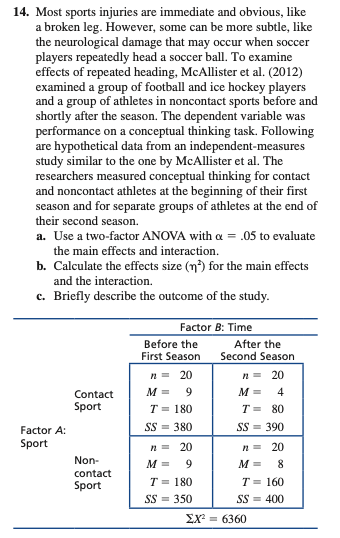 14. Most sports injuries are immediate and obvious, like
a broken leg. However, some can be more subtle, like
the neurological damage that may occur when soccer
players repeatedly head a soccer ball. To examine
effects of repeated heading, McAllister et al. (2012)
examined a group of football and ice hockey players
and a group of athletes in noncontact sports before and
shortly after the season. The dependent variable was
performance on a conceptual thinking task. Following
are hypothetical data from an independent-measures
study similar to the one by McAllister et al. The
researchers measured conceptual thinking for contact
and noncontact athletes at the beginning of their first
season and for separate groups of athletes at the end of
their second season.
a. Use a two-factor ANOVA with α = .05 to evaluate
the main effects and interaction.
b. Calculate the effects size (η²) for the main effects
and the interaction.
c. Briefly describe the outcome of the study.
Factor B: Time
Before the After the
First Season Second Season
n = 20 n = 20
Contact M = 9 M = 4
Sport T = 180 T = 80
Factor A: SS = 380 SS = 390
Sport n = 20 n = 20
Non- M = 9 M = 8
contact T = 180 T = 160
Sport SS = 350 SS = 400
ΣX² = 6360